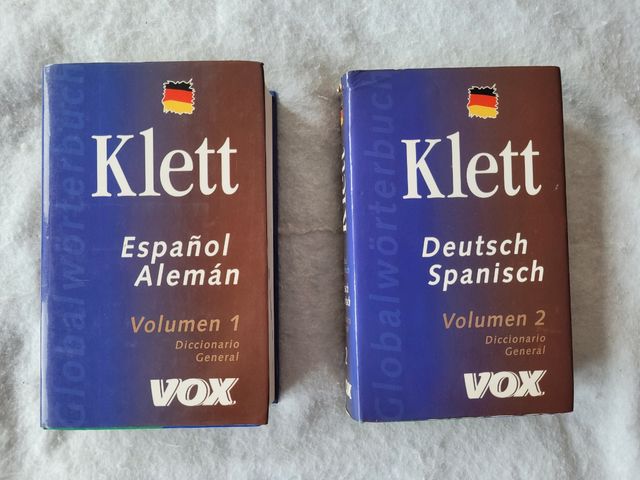 Globalwörterbuch
Klett
Español
Alemán
Volumen 1
Diccionario
General
VOX
Globalwörterbuch
Klett
Deutsch
Spanisch
Volumen 2
Diccionario
General
VOX